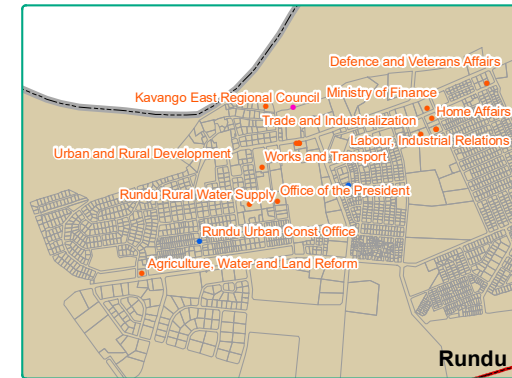 Defence and Veterans Affairs
Kavango East Regional Council
Ministry of Finance
Trade and Industrialization
Home Affairs
Labour, Industrial Relations
Urban and Rural Development
Works and Transport
Rundu Rural Water Supply
Office of the President
Rundu Urban Const Office
Agriculture, Water and Land Reform
Rundu